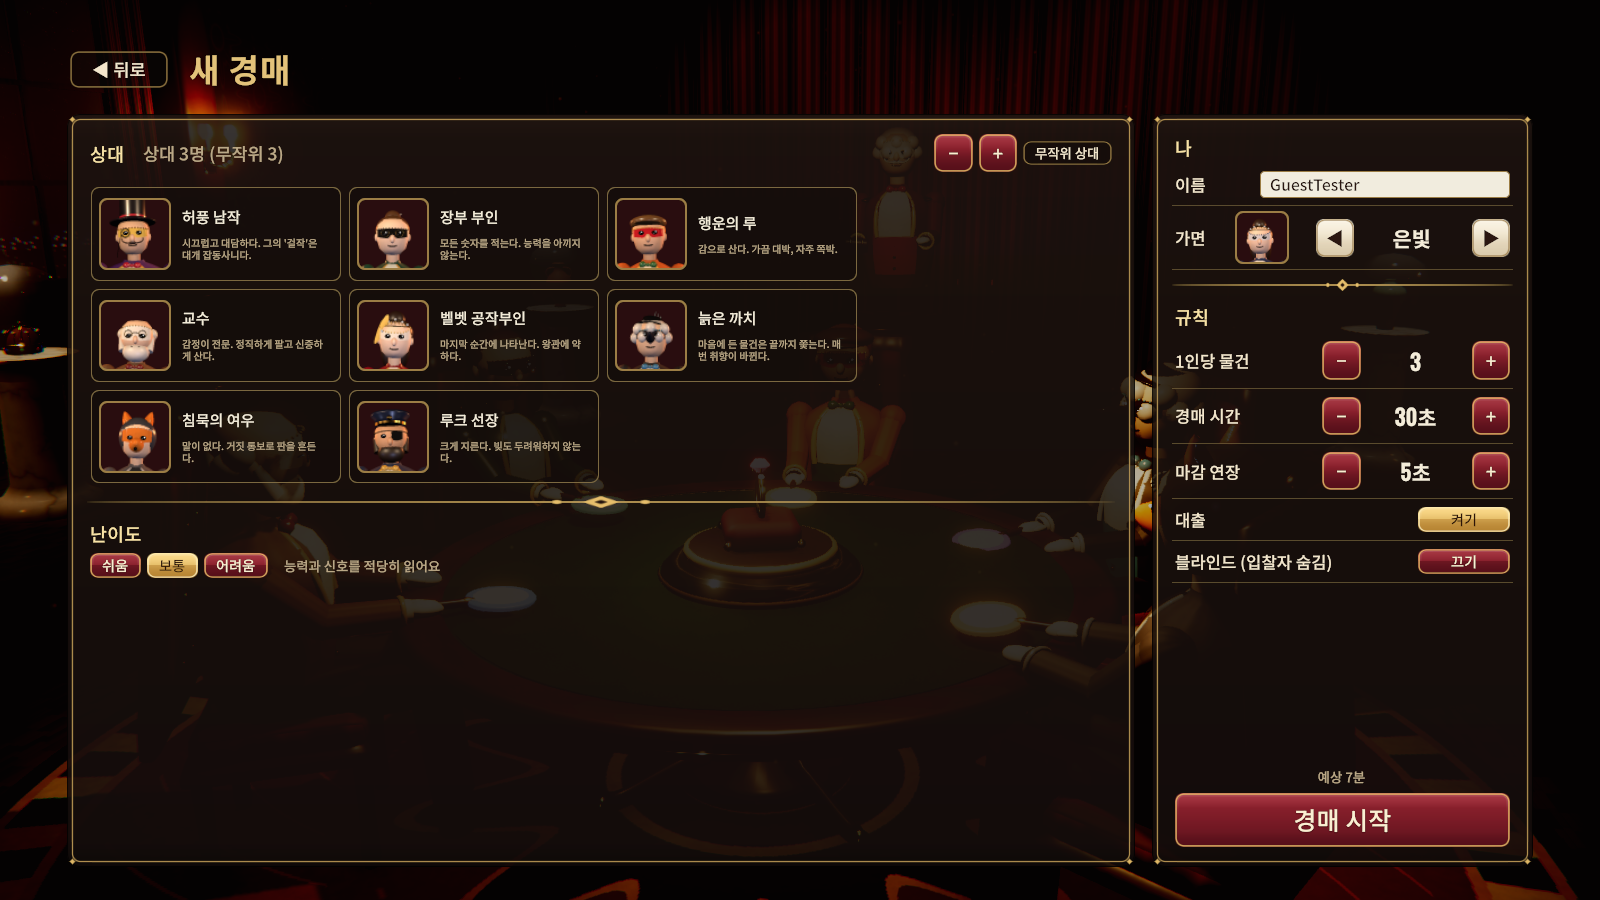 ◀ 뒤로
새 경매
상대 상대 3명 (무작위 3)
− + 무작위 상대
허풍 남작
시끄럽고 대담하다. 그의 '걸작'은
대개 잡동사니다.
장부 부인
모든 숫자를 적는다. 능력을 아끼지
않는다.
행운의 루
감으로 산다. 가끔 대박, 자주 쪽박.
교수
감정이 전문. 정직하게 팔고 신중하
게 산다.
벨벳 공작부인
마지막 순간에 나타난다. 왕관에 약
하다.
늙은 까치
마음에 든 물건은 끝까지 쫓는다. 매
번 취향이 바뀐다.
침묵의 여우
말이 없다. 거짓 통보로 판을 흔든
다.
루크 선장
크게 지른다. 빚도 두려워하지 않는
다.
난이도
쉬움 보통 어려움 능력과 신호를 적당히 읽어요
나
이름 GuestTester
가면 ◀ 은빛 ▶
규칙
1인당 물건 − 3 +
경매 시간 − 30초 +
마감 연장 − 5초 +
대출 켜기
블라인드 (입찰자 숨김) 끄기
예상 7분
경매 시작